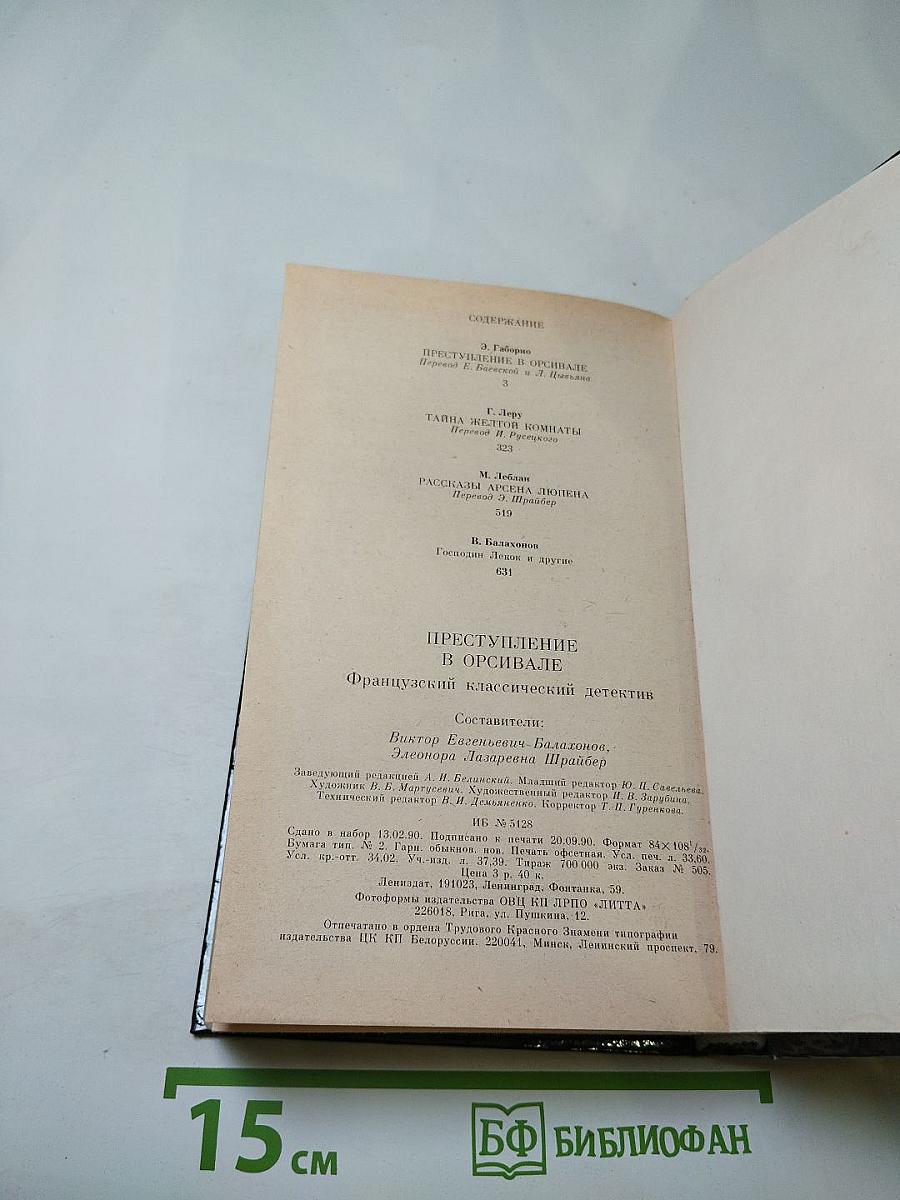 СОДЕРЖАНИЕ
Э. Габорио
ПРЕСТУПЛЕНИЕ В ОРСИВАЛЕ
Перевод Е. Баевской и Л. Цывьяна
3
Г. Леру
ТАЙНА ЖЕЛТОЙ КОМНАТЫ
Перевод И. Русецкого
323
М. Леблан
РАССКАЗЫ АРСЕНА ЛЮПЕНА
Перевод Э. Шрайбер
519
В. Балахонов
Господин Лекок и другие
631
ПРЕСТУПЛЕНИЕ
В ОРСИВАЛЕ
Французский классический детектив
Составители:
Виктор Евгеньевич Балахонов,
Элеонора Лазаревна Шрайбер
Заведующий редакцией А. И. Белинский. Младший редактор Ю. П. Савельева.
Художник В. Б. Мартусевич. Художественный редактор И. В. Зарубина.
Технический редактор В. И. Демьяненко. Корректор Т. П. Гуренкова.
ИБ № 5128
Сдано в набор 13.02.90. Подписано к печати 20.09.90. Формат 84×108¹/₃₂.
Бумага тип. № 2. Гарн. обыкнов. нов. Печать офсетная. Усл. печ. л. 33,60.
Усл. кр.-отт. 34,02. Уч.-изд. л. 37,39. Тираж 700 000 экз. Заказ № 505.
Цена 3 р. 40 к.
Лениздат, 191023, Ленинград, Фонтанка, 59.
Фотоформы издательства ОВЦ КП ЛРПО «ЛИТТА»
226018, Рига, ул. Пушкина, 12.
Отпечатано в ордена Трудового Красного Знамени типографии
издательства ЦК КП Белоруссии. 220041, Минск, Ленинский проспект, 79.
15 см
БФ БИБЛИОФАН